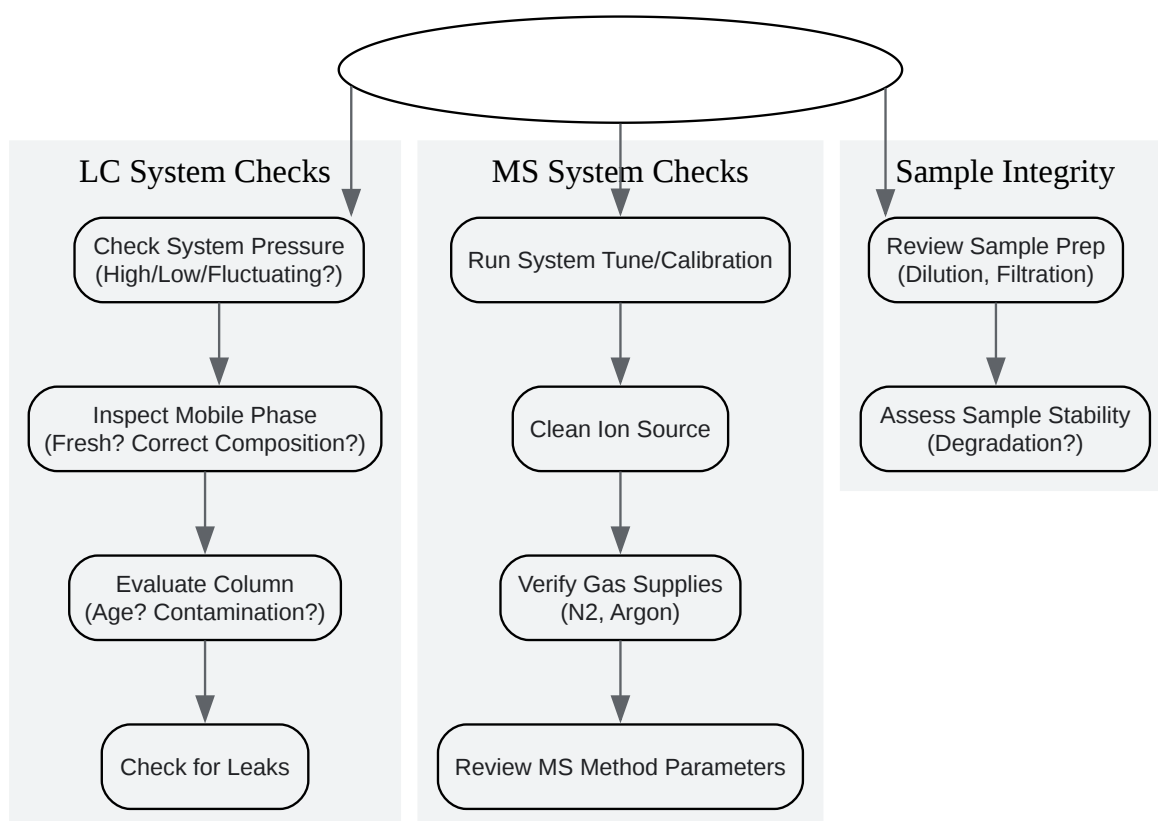 LC System Checks
Check System Pressure
(High/Low/Fluctuating?)
Inspect Mobile Phase
(Fresh? Correct Composition?)
Evaluate Column
(Age? Contamination?)
Check for Leaks
MS System Checks
Run System Tune/Calibration
Clean Ion Source
Verify Gas Supplies
(N2, Argon)
Review MS Method Parameters
Sample Integrity
Review Sample Prep
(Dilution, Filtration)
Assess Sample Stability
(Degradation?)